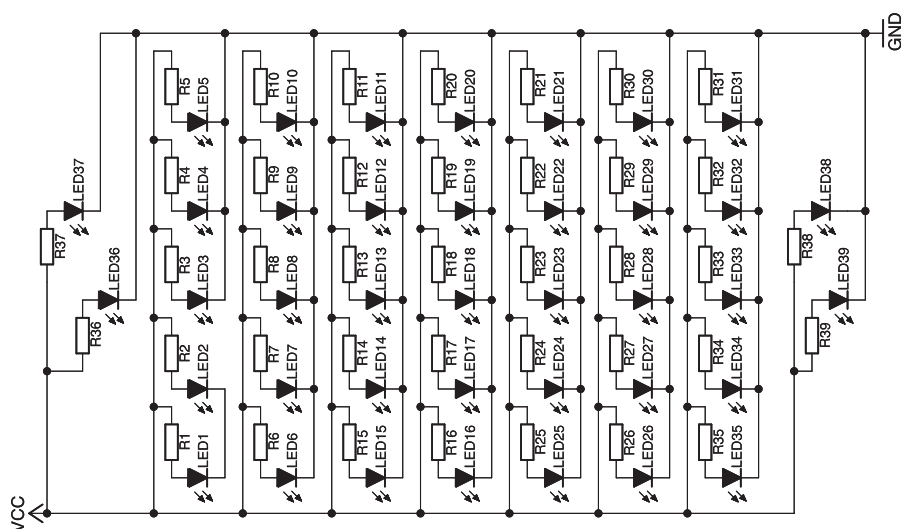 GND
R5
LED5
R10
LED10
R11
LED11
R20
LED20
R21
LED21
R30
LED30
R31
LED31
LED37
R4
LED4
R9
LED9
R12
LED12
R19
LED19
R22
LED22
R29
LED29
R32
LED32
LED38
R37
LED36
R3
LED3
R8
LED8
R13
LED13
R18
LED18
R23
LED23
R28
LED28
R33
LED33
R38
LED39
R36
R2
LED2
R7
LED7
R14
LED14
R17
LED17
R24
LED24
R27
LED27
R34
LED34
R39
R1
LED1
R6
LED6
R15
LED15
R16
LED16
R25
LED25
R26
LED26
R35
LED35
VCC